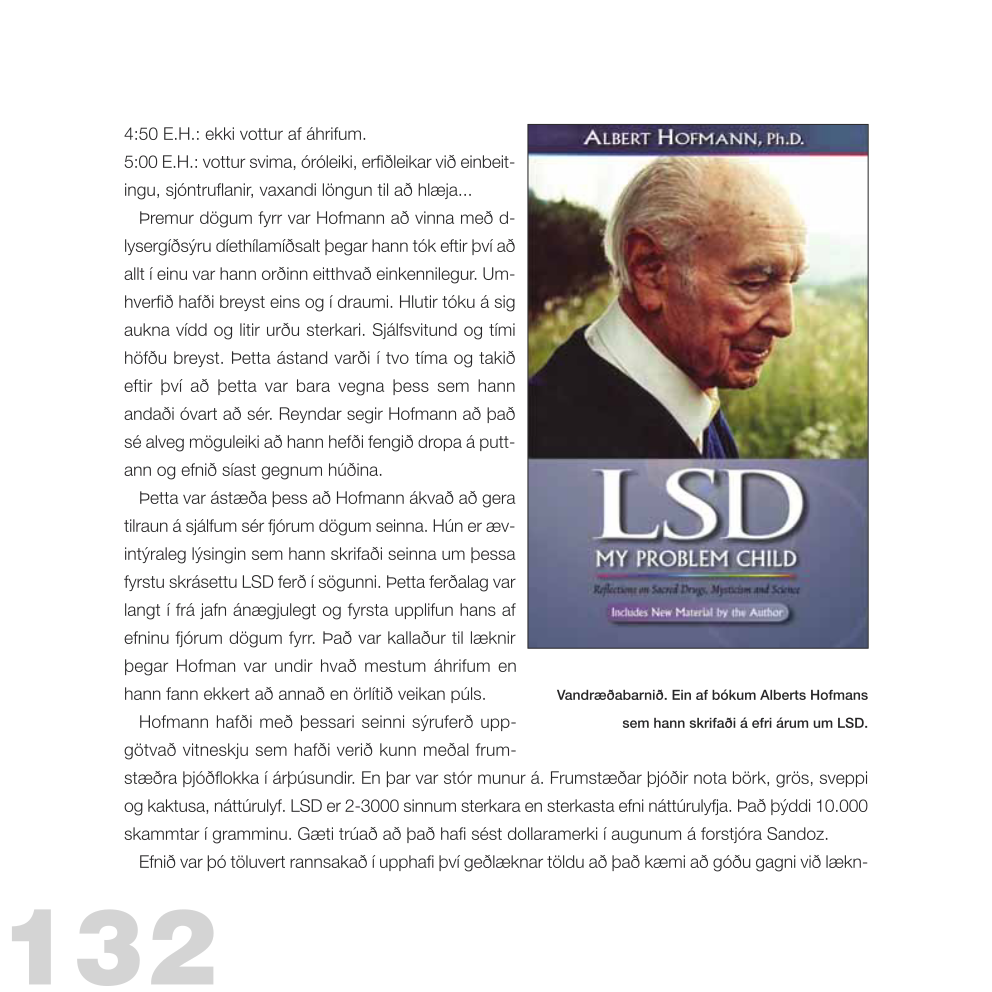 4:50 E.H.: ekki vottur af áhrifum.
5:00 E.H.: vottur svima, óróleiki, erfiðleikar við einbeit-
ingu, sjóntruflanir, vaxandi löngun til að hlæja...
Þremur dögum fyrr var Hofmann að vinna með d-
lysergíðsýru díethílamíðsalt þegar hann tók eftir því að
allt í einu var hann orðinn eitthvað einkennilegur. Um-
hverfið hafði breyst eins og í draumi. Hlutir tóku á sig
aukna vídd og litir urðu sterkari. Sjálfsvitund og tími
höfðu breyst. Þetta ástand varði í tvo tíma og takið
eftir því að þetta var bara vegna þess sem hann
andaði óvart að sér. Reyndar segir Hofmann að það
sé alveg möguleiki að hann hefði fengið dropa á putt-
ann og efnið síast gegnum húðina.
Þetta var ástæða þess að Hofmann ákvað að gera
tilraun á sjálfum sér fjórum dögum seinna. Hún er æv-
intýraleg lýsingin sem hann skrifaði seinna um þessa
fyrstu skrásettu LSD ferð í sögunni. Þetta ferðalag var
langt í frá jafn ánægjulegt og fyrsta upplifun hans af
efninu fjórum dögum fyrr. Það var kallaður til læknir
þegar Hofman var undir hvað mestum áhrifum en
hann fann ekkert að annað en örlítið veikan púls.
Hofmann hafði með þessari seinni sýruferð upp-
götvað vitneskju sem hafði verið kunn meðal frum-
stæðra þjóðflokka í árþúsundir. En þar var stór munur á. Frumstæðar þjóðir nota börk, grös, sveppi
og kaktusa, náttúrulyf. LSD er 2-3000 sinnum sterkara en sterkasta efni náttúrulyfja. Það þýddi 10.000
skammtar í gramminu. Gæti trúað að það hafi sést dollaramerki í augunum á forstjóra Sandoz.
Efnið var þó töluvert rannsakað í upphafi því geðlæknar töldu að það kæmi að góðu gagni við lækn-
ALBERT HOFMANN, Ph.D.
LSD
MY PROBLEM CHILD
Reflections on Sacred Drugs, Mysticism and Science
Includes New Material by the Author
Vandræðabarnið. Ein af bókum Alberts Hofmans
sem hann skrifaði á efri árum um LSD.
132